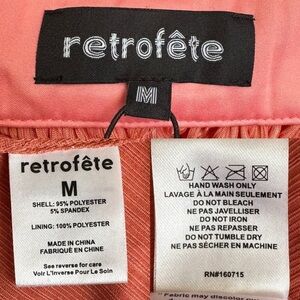 retrofête
M
retrofête
M
SHELL: 95% POLYESTER
5% SPANDEX
LINING: 100% POLYESTER
MADE IN CHINA
FABRIQUÉ EN CHINE
See reverse for care
Voir L'Inverse Pour Le Soin
HAND WASH ONLY
LAVAGE À LA MAIN SEULEMENT
DO NOT BLEACH
NE PAS JAVELLISER
DO NOT IRON
NE PAS REPASSER
DO NOT TUMBLE DRY
NE PAS SÉCHER EN MACHINE
RN#160715
"Fabric may discolor